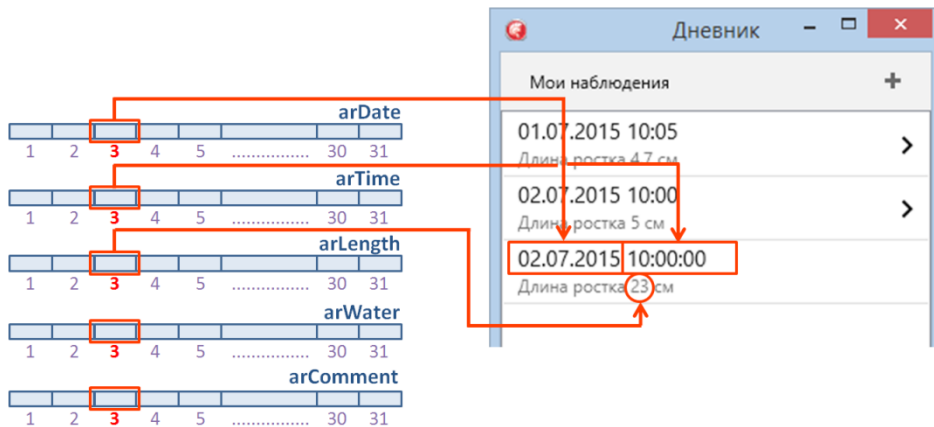 Дневник
Мои наблюдения +
arDate
1 2 3 4 5 ............... 30 31
arTime
1 2 3 4 5 ............... 30 31
arLength
1 2 3 4 5 ............... 30 31
arWater
1 2 3 4 5 ............... 30 31
arComment
1 2 3 4 5 ............... 30 31
01.07.2015 10:05
Длина ростка 4.7 см
02.07.2015 10:00
Длина ростка 5 см
02.07.2015 10:00:00
Длина ростка 23 см